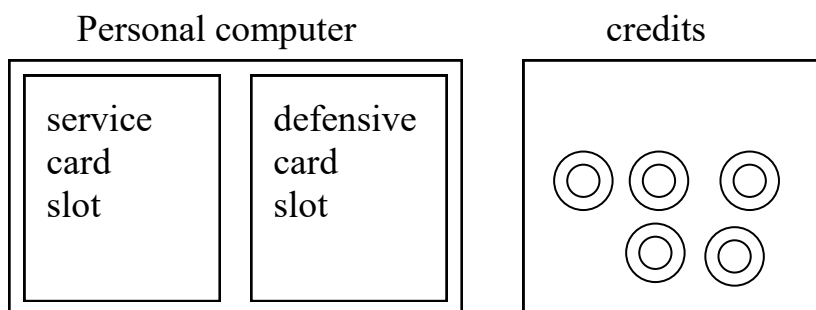 Personal computer
credits
service
card
slot
defensive
card
slot